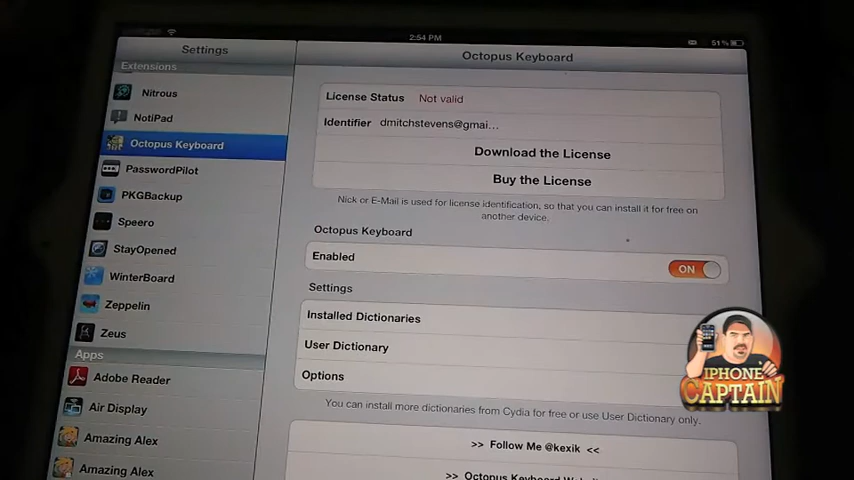 2:54 PM
51%
Settings
Octopus Keyboard
Extensions
Nitrous
NotiPad
Octopus Keyboard
PasswordPilot
PKGBackup
Speero
StayOpened
WinterBoard
Zeppelin
Zeus
Apps
Adobe Reader
Air Display
Amazing Alex
Amazing Alex
License Status Not valid
Identifier dmitchstevens@gmai...
Download the License
Buy the License
Nick or E-Mail is used for license identification, so that you can install it for free on
another device.
Octopus Keyboard
Enabled ON
Settings
Installed Dictionaries
User Dictionary
Options
You can install more dictionaries from Cydia for free or use User Dictionary only.
>> Follow Me @kexik <<
>> Octopus Keyboard
IPHONE
CAPTAIN